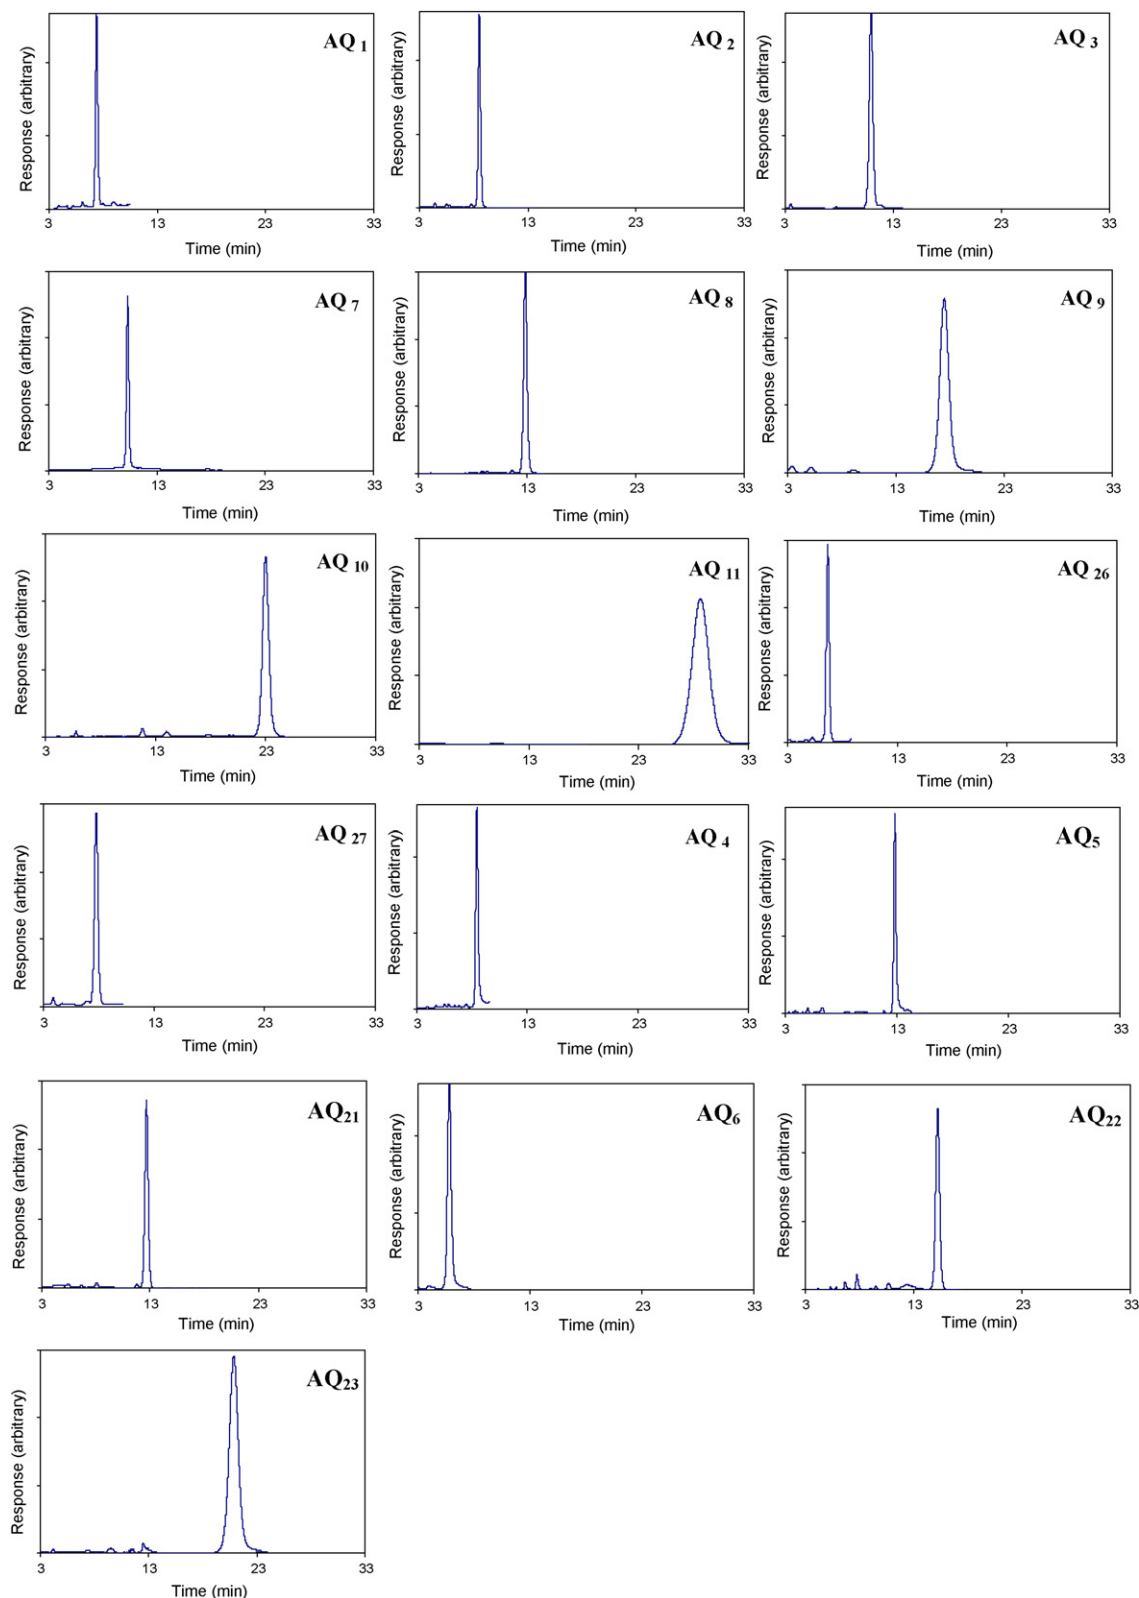 AQ 1
Response (arbitrary)
3 13 23 33
Time (min)
AQ 2
Response (arbitrary)
3 13 23 33
Time (min)
AQ 3
Response (arbitrary)
3 13 23 33
Time (min)
AQ 7
Response (arbitrary)
3 13 23 33
Time (min)
AQ 8
Response (arbitrary)
3 13 23 33
Time (min)
AQ 9
Response (arbitrary)
3 13 23 33
Time (min)
AQ 10
Response (arbitrary)
3 13 23 33
Time (min)
AQ 11
Response (arbitrary)
3 13 23 33
Time (min)
AQ 26
Response (arbitrary)
3 13 23 33
Time (min)
AQ 27
Response (arbitrary)
3 13 23 33
Time (min)
AQ 4
Response (arbitrary)
3 13 23 33
Time (min)
AQ5
Response (arbitrary)
3 13 23 33
Time (min)
AQ21
Response (arbitrary)
3 13 23 33
Time (min)
AQ6
Response (arbitrary)
3 13 23 33
Time (min)
AQ22
Response (arbitrary)
3 13 23 33
Time (min)
AQ23
Response (arbitrary)
3 13 23 33
Time (min)